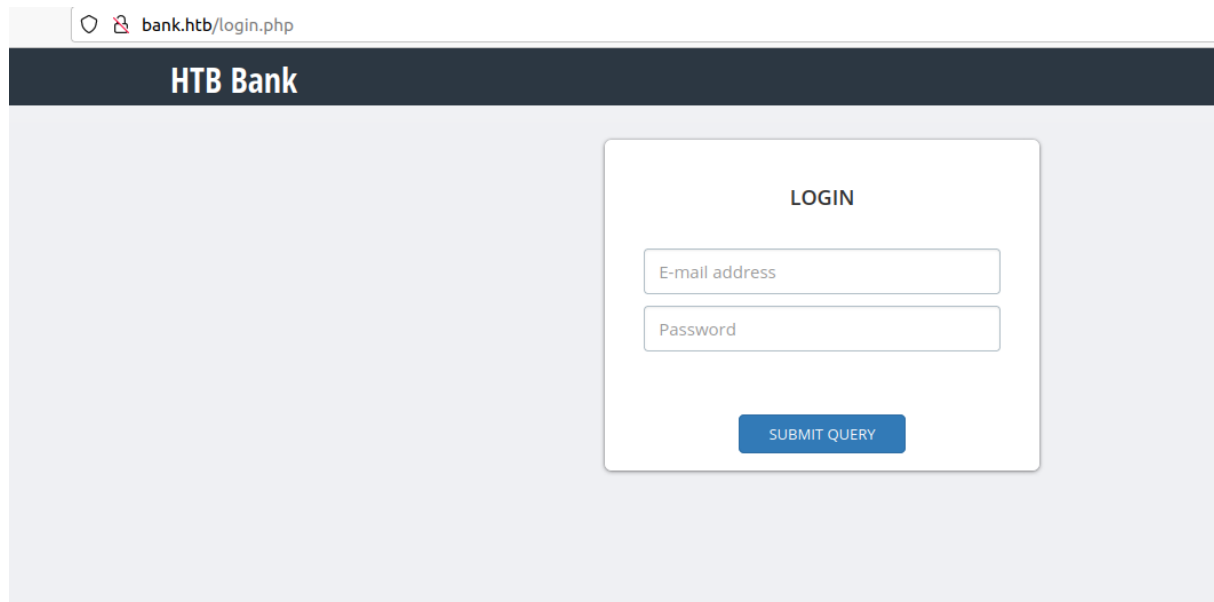 bank.htb/login.php
HTB Bank
LOGIN
E-mail address
Password
SUBMIT QUERY